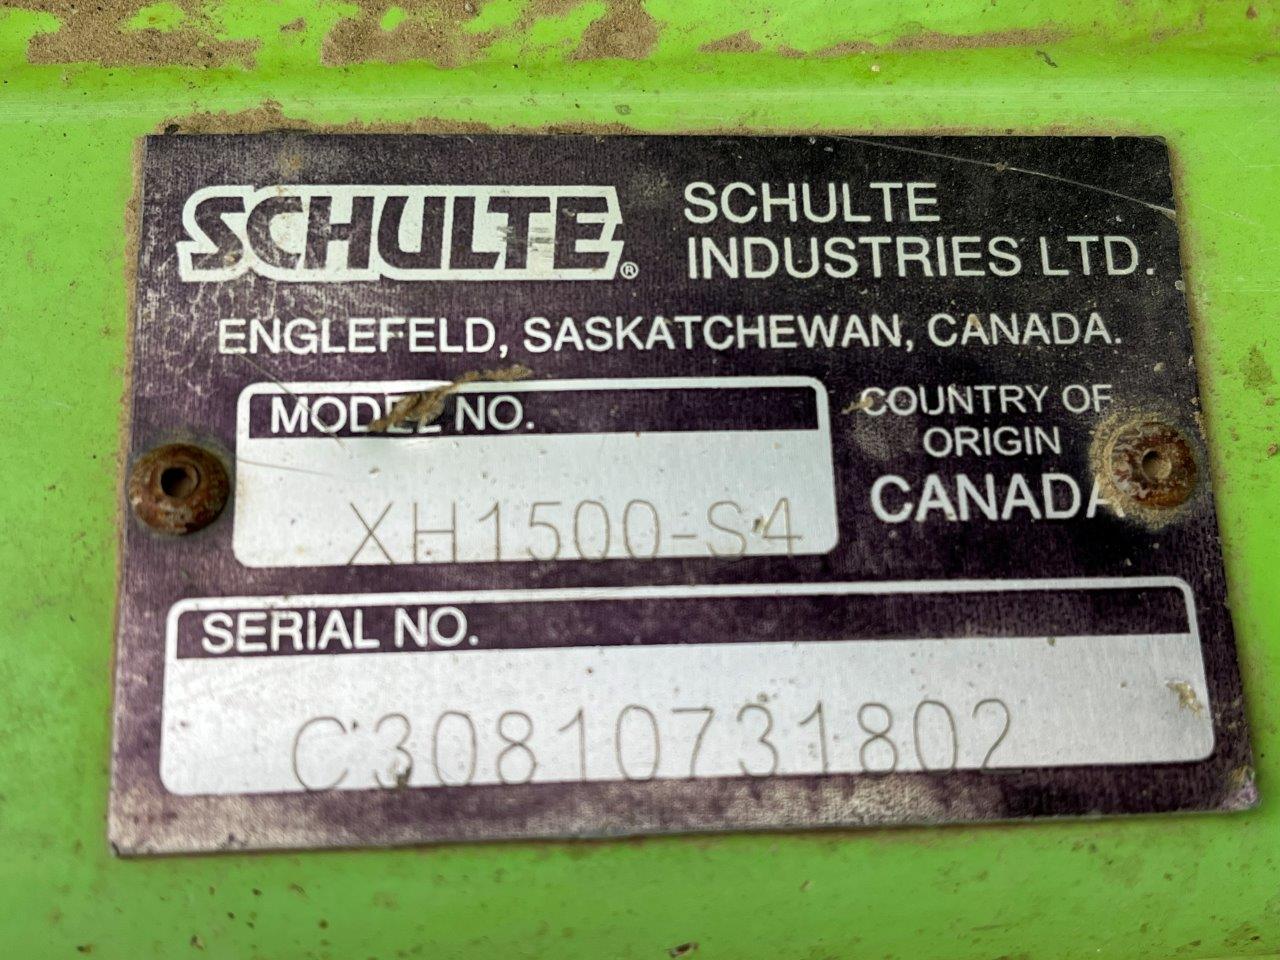 SCHULTE®
SCHULTE
INDUSTRIES LTD.
ENGLEFELD, SASKATCHEWAN, CANADA.
MODEL NO.
XH1500-S4
COUNTRY OF
ORIGIN
CANADA
SERIAL NO.
C30810731802